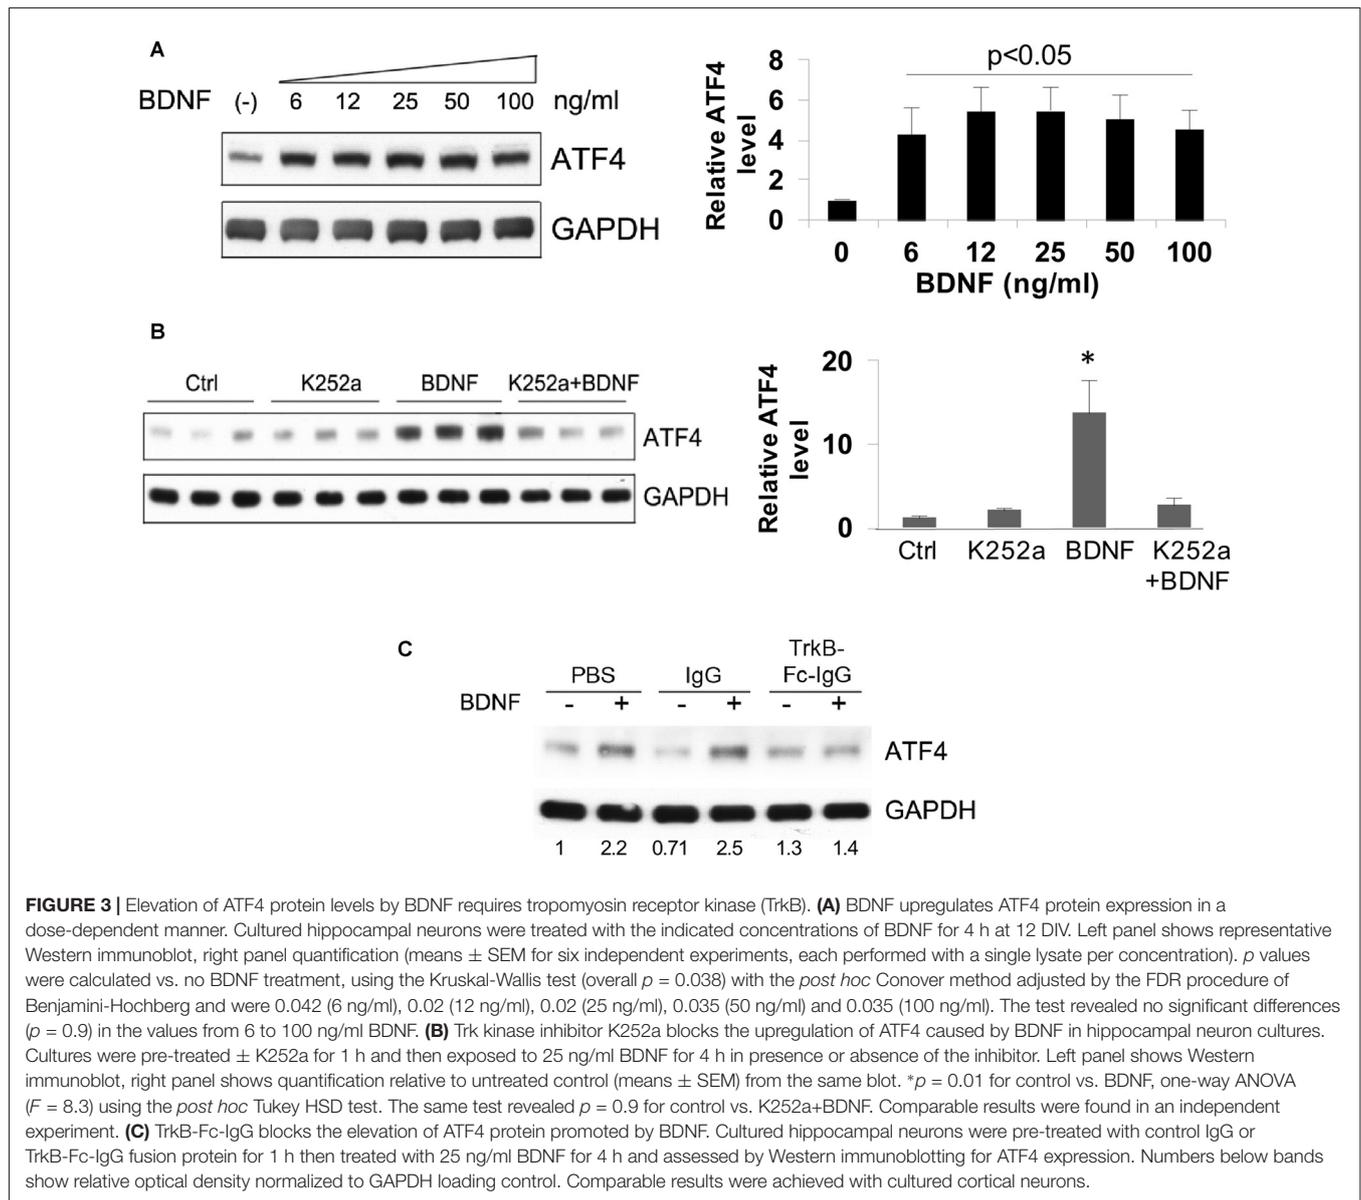 A
BDNF (-) 6 12 25 50 100 ng/ml
ATF4
GAPDH
p<0.05
Relative ATF4
level
8
6
4
2
0
0 6 12 25 50 100
BDNF (ng/ml)
B
Ctrl K252a BDNF K252a+BDNF
ATF4
GAPDH
Relative ATF4
level
20
10
0
*
Ctrl K252a BDNF K252a
+BDNF
C
TrkB-
PBS IgG Fc-IgG
BDNF - + - + - +
ATF4
GAPDH
1 2.2 0.71 2.5 1.3 1.4
FIGURE 3 | Elevation of ATF4 protein levels by BDNF requires tropomyosin receptor kinase (TrkB). (A) BDNF upregulates ATF4 protein expression in a
dose-dependent manner. Cultured hippocampal neurons were treated with the indicated concentrations of BDNF for 4 h at 12 DIV. Left panel shows representative
Western immunoblot, right panel quantification (means ± SEM for six independent experiments, each performed with a single lysate per concentration). p values
were calculated vs. no BDNF treatment, using the Kruskal-Wallis test (overall p = 0.038) with the post hoc Conover method adjusted by the FDR procedure of
Benjamini-Hochberg and were 0.042 (6 ng/ml), 0.02 (12 ng/ml), 0.02 (25 ng/ml), 0.035 (50 ng/ml) and 0.035 (100 ng/ml). The test revealed no significant differences
(p = 0.9) in the values from 6 to 100 ng/ml BDNF. (B) Trk kinase inhibitor K252a blocks the upregulation of ATF4 caused by BDNF in hippocampal neuron cultures.
Cultures were pre-treated ± K252a for 1 h and then exposed to 25 ng/ml BDNF for 4 h in presence or absence of the inhibitor. Left panel shows Western
immunoblot, right panel shows quantification relative to untreated control (means ± SEM) from the same blot. *p = 0.01 for control vs. BDNF, one-way ANOVA
(F = 8.3) using the post hoc Tukey HSD test. The same test revealed p = 0.9 for control vs. K252a+BDNF. Comparable results were found in an independent
experiment. (C) TrkB-Fc-IgG blocks the elevation of ATF4 protein promoted by BDNF. Cultured hippocampal neurons were pre-treated with control IgG or
TrkB-Fc-IgG fusion protein for 1 h then treated with 25 ng/ml BDNF for 4 h and assessed by Western immunoblotting for ATF4 expression. Numbers below bands
show relative optical density normalized to GAPDH loading control. Comparable results were achieved with cultured cortical neurons.